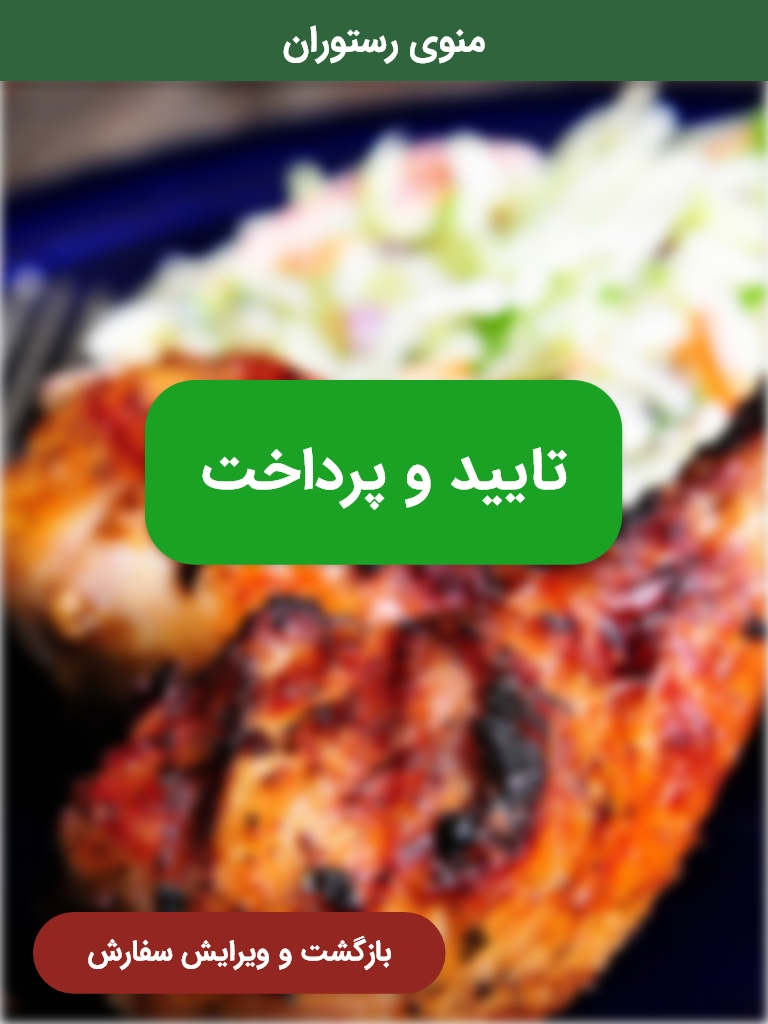 منوی رستوران
تایید و پرداخت
بازگشت و ویرایش سفارش